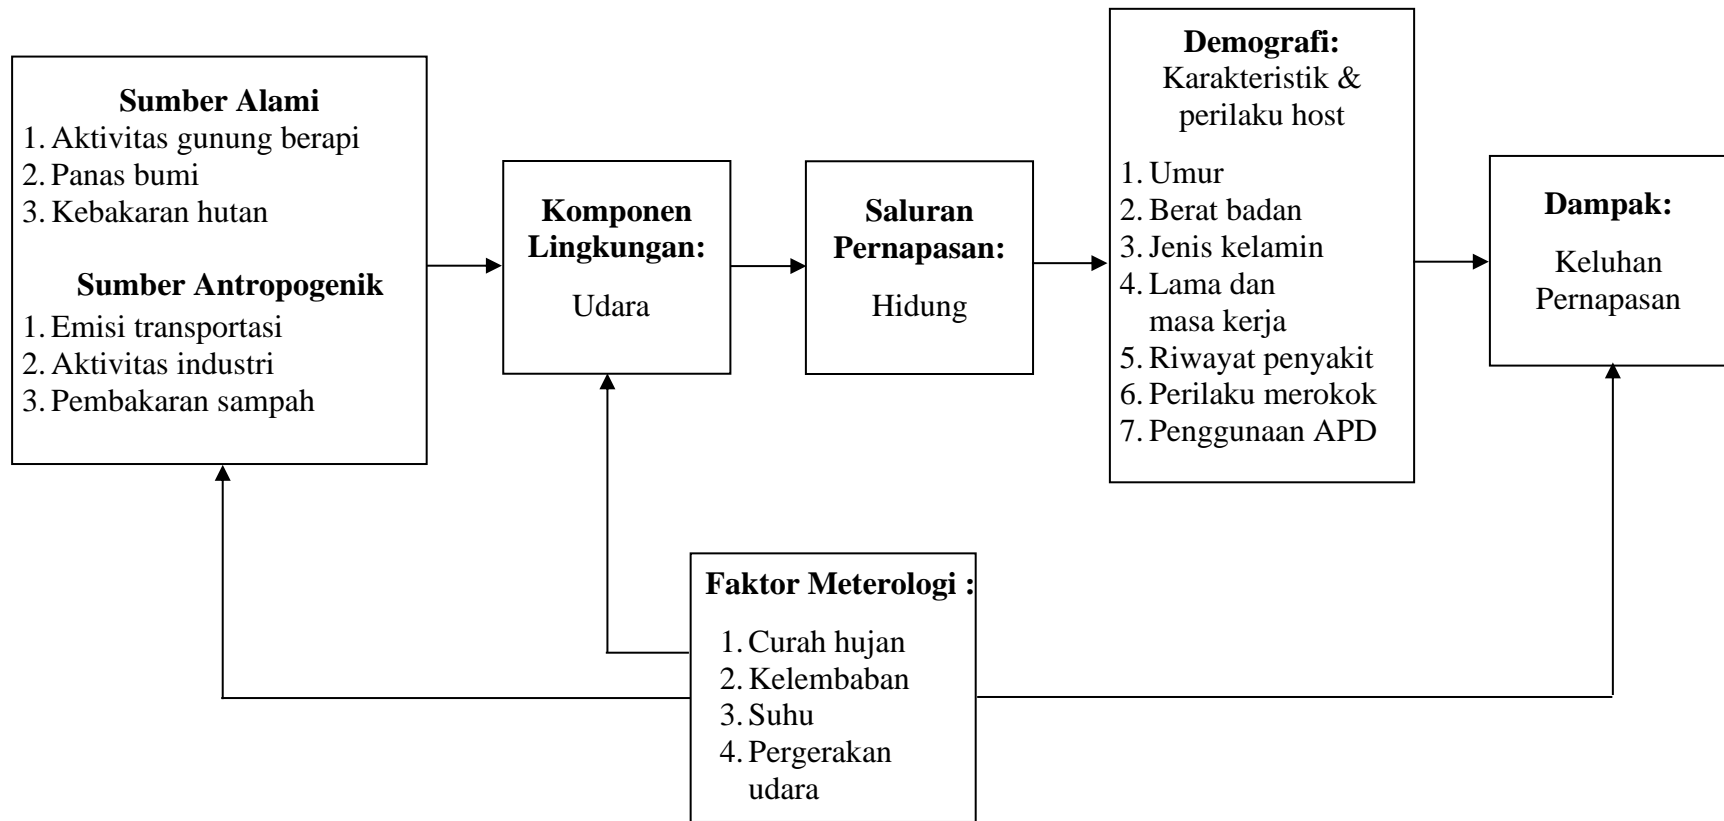 Sumber Alami
1. Aktivitas gunung berapi
2. Panas bumi
3. Kebakaran hutan
Sumber Antropogenik
1. Emisi transportasi
2. Aktivitas industri
3. Pembakaran sampah
Komponen
Lingkungan:
Udara
Saluran
Pernapasan:
Hidung
Demografi:
Karakteristik &
perilaku host
1. Umur
2. Berat badan
3. Jenis kelamin
4. Lama dan
masa kerja
5. Riwayat penyakit
6. Perilaku merokok
7. Penggunaan APD
Dampak:
Keluhan
Pernapasan
Faktor Meterologi :
1. Curah hujan
2. Kelembaban
3. Suhu
4. Pergerakan
udara